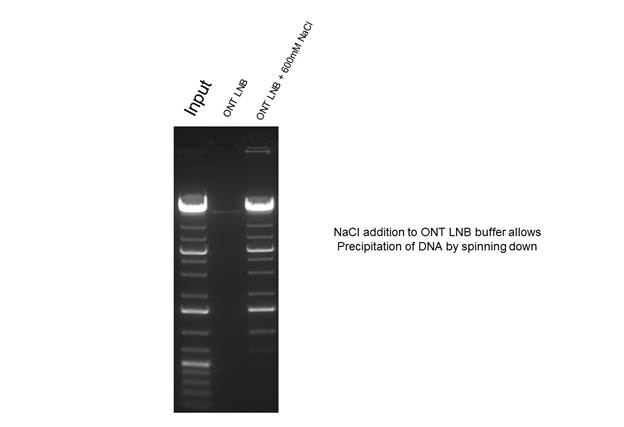 Input
ONT LNB
ONT LNB + 600mM NaCl
NaCl addition to ONT LNB buffer allows
Precipitation of DNA by spinning down